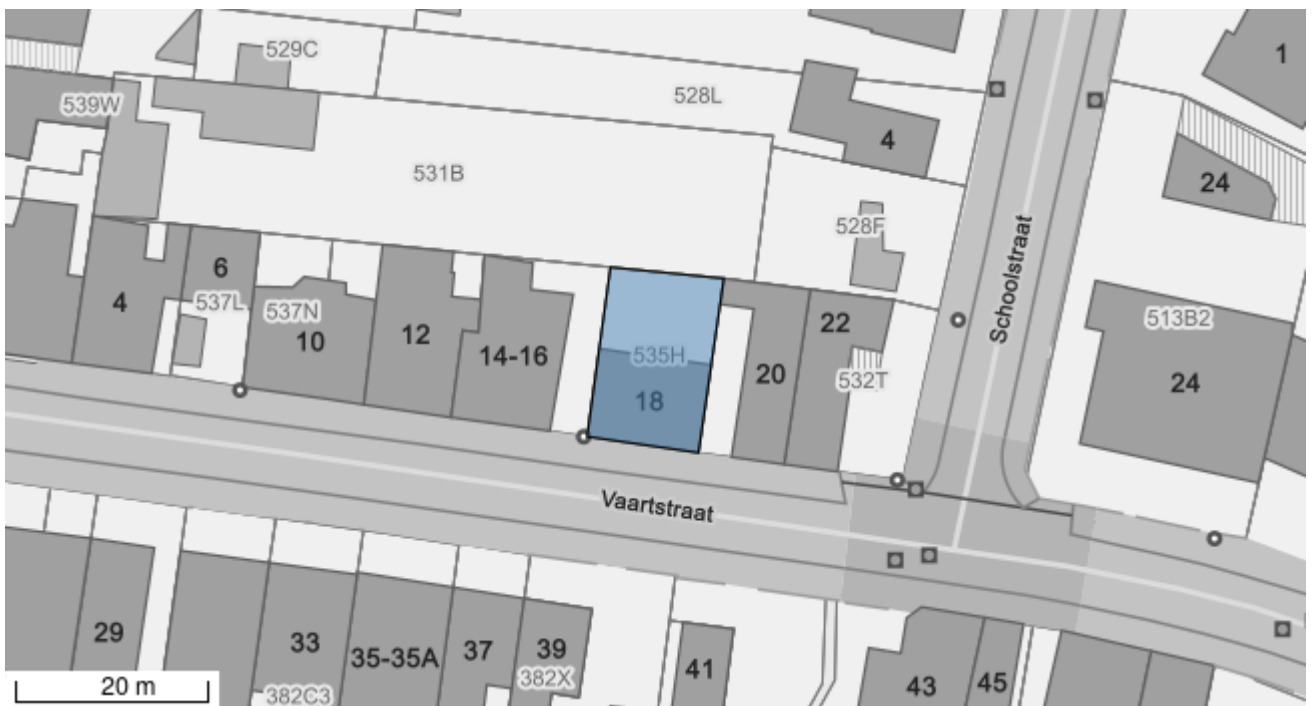 1
529C
528L
539W
4
531B
24
528F
6
4
537L
537N
10
12
14-16
535H
18
20
22
532T
Schoolstraat
513B2
24
Vaartstraat
29
33
35-35A
37
39
382X
41
43
45
382C3
20 m